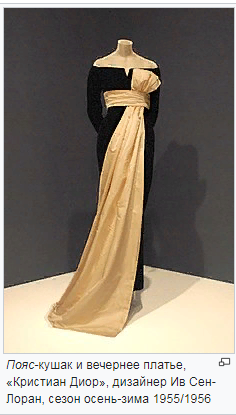 Пояс-кушак и вечернее платье,
«Кристиан Диор», дизайнер Ив Сен-
Лоран, сезон осень-зима 1955/1956